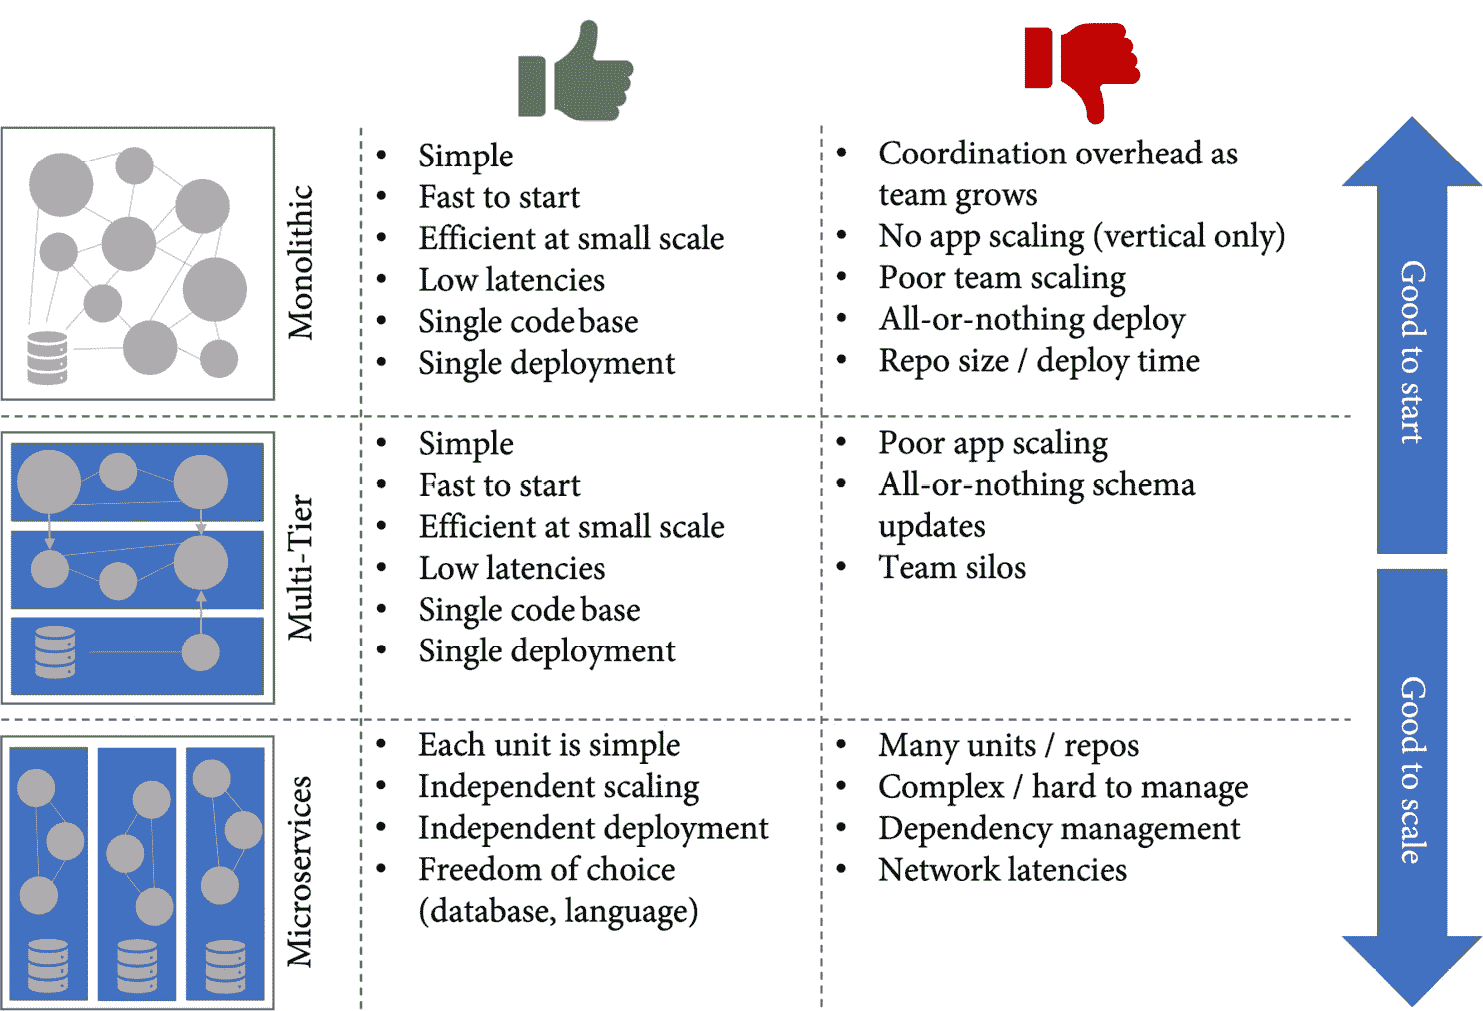 Monolithic
• Simple
• Fast to start
• Efficient at small scale
• Low latencies
• Single codebase
• Single deployment
• Coordination overhead as
team grows
• No app scaling (vertical only)
• Poor team scaling
• All-or-nothing deploy
• Repo size / deploy time
Multi-Tier
• Simple
• Fast to start
• Efficient at small scale
• Low latencies
• Single codebase
• Single deployment
• Poor app scaling
• All-or-nothing schema
updates
• Team silos
Microservices
• Each unit is simple
• Independent scaling
• Independent deployment
• Freedom of choice
(database, language)
• Many units / repos
• Complex / hard to manage
• Dependency management
• Network latencies
Good to start
Good to scale